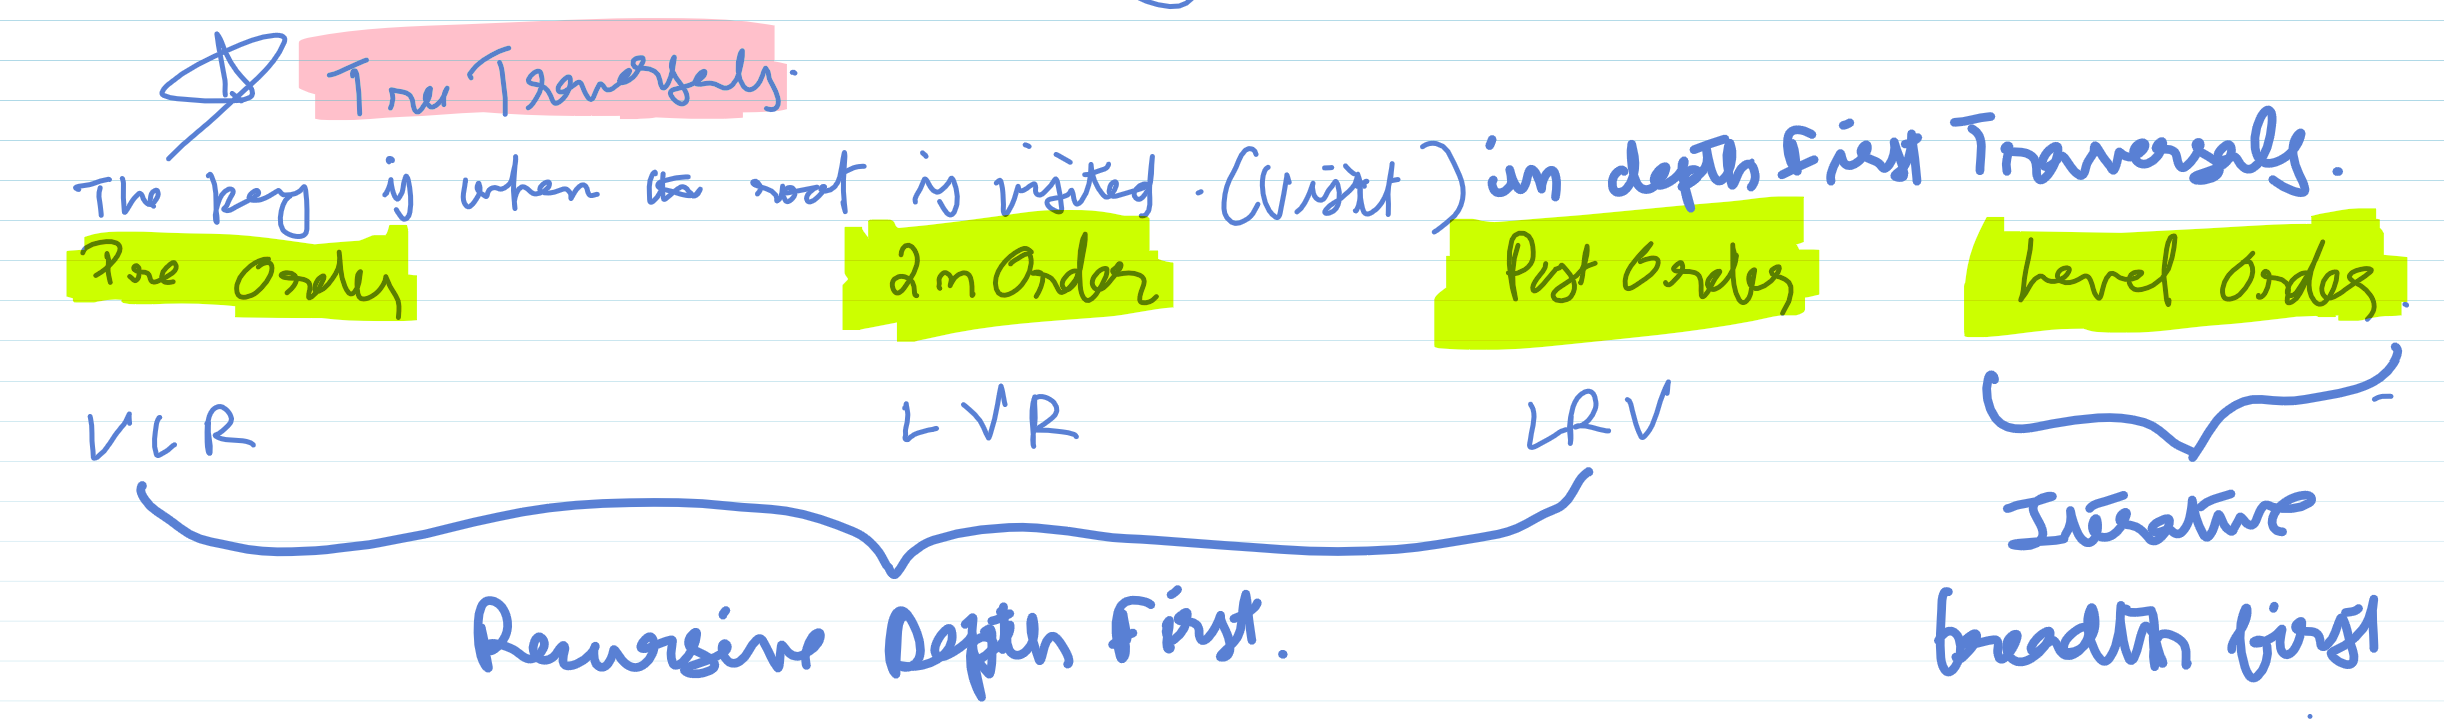 Tree Traversals.
The key is when the root is visited. (Visit) in depth First Traversals.
Pre Order In Order Post Order Level Order.
VLR LVR LRV
Iterative
Recursive Depth First. breadth first